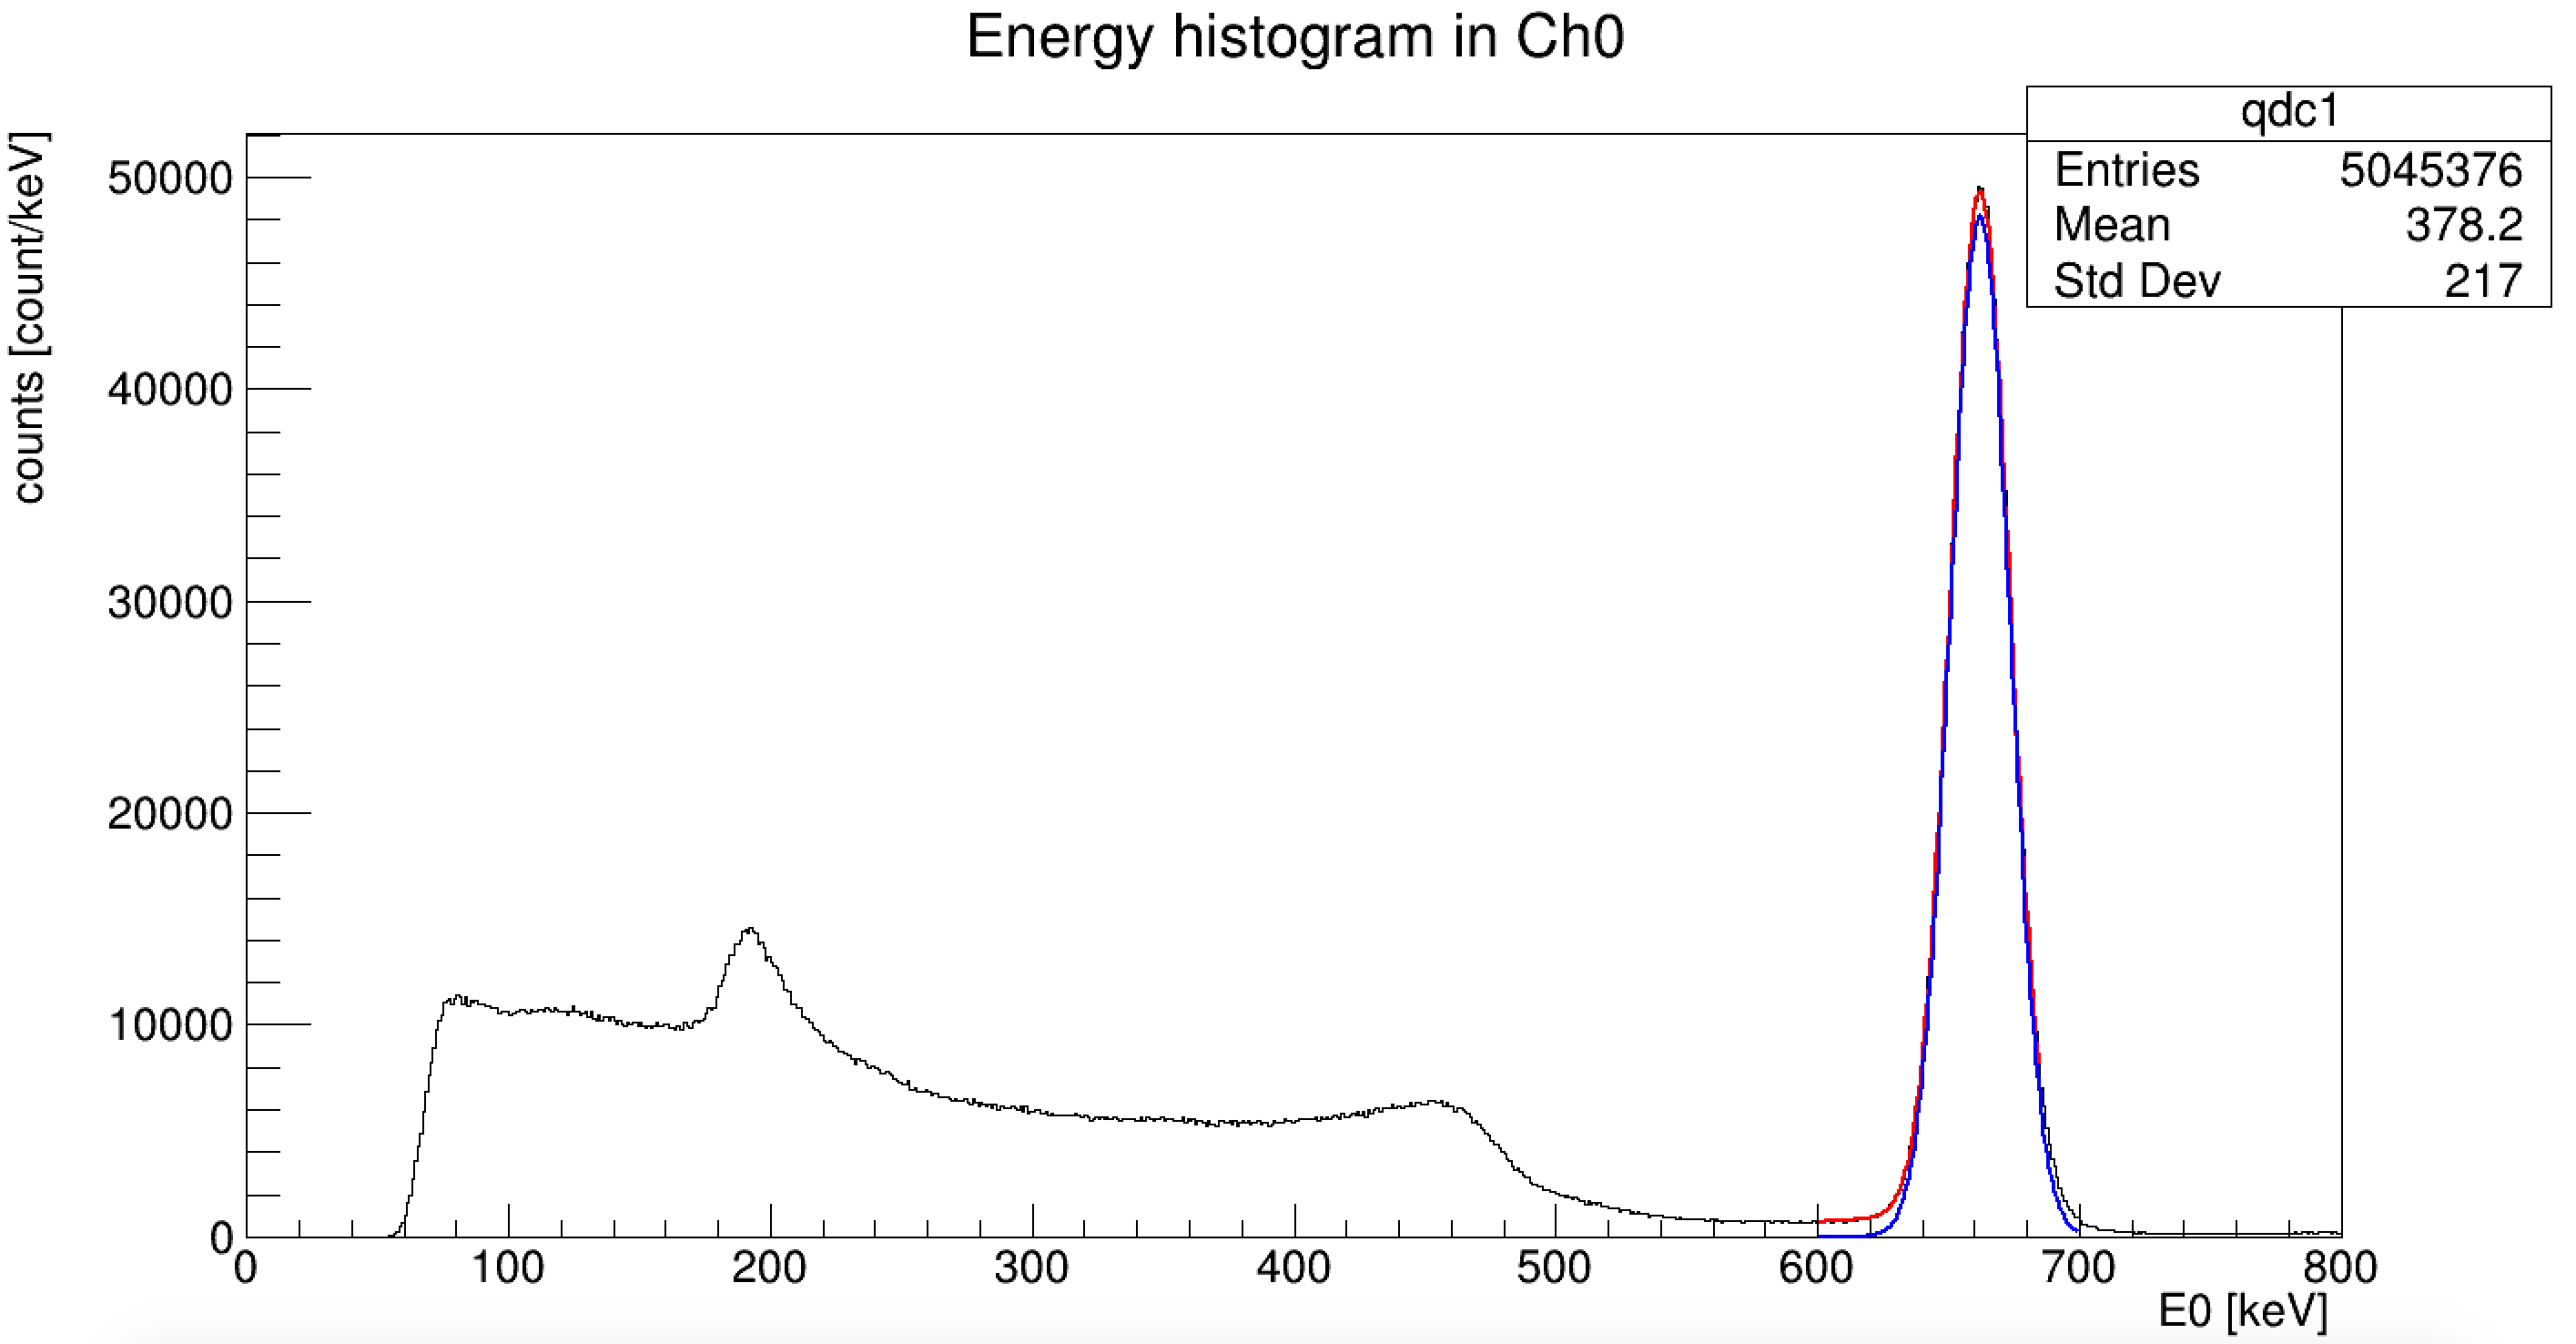 Energy histogram in Ch0
qdc1
Entries 5045376
Mean 378.2
Std Dev 217
counts [count/keV]
50000
40000
30000
20000
10000
0
0 100 200 300 400 500 600 700 800
E0 [keV]